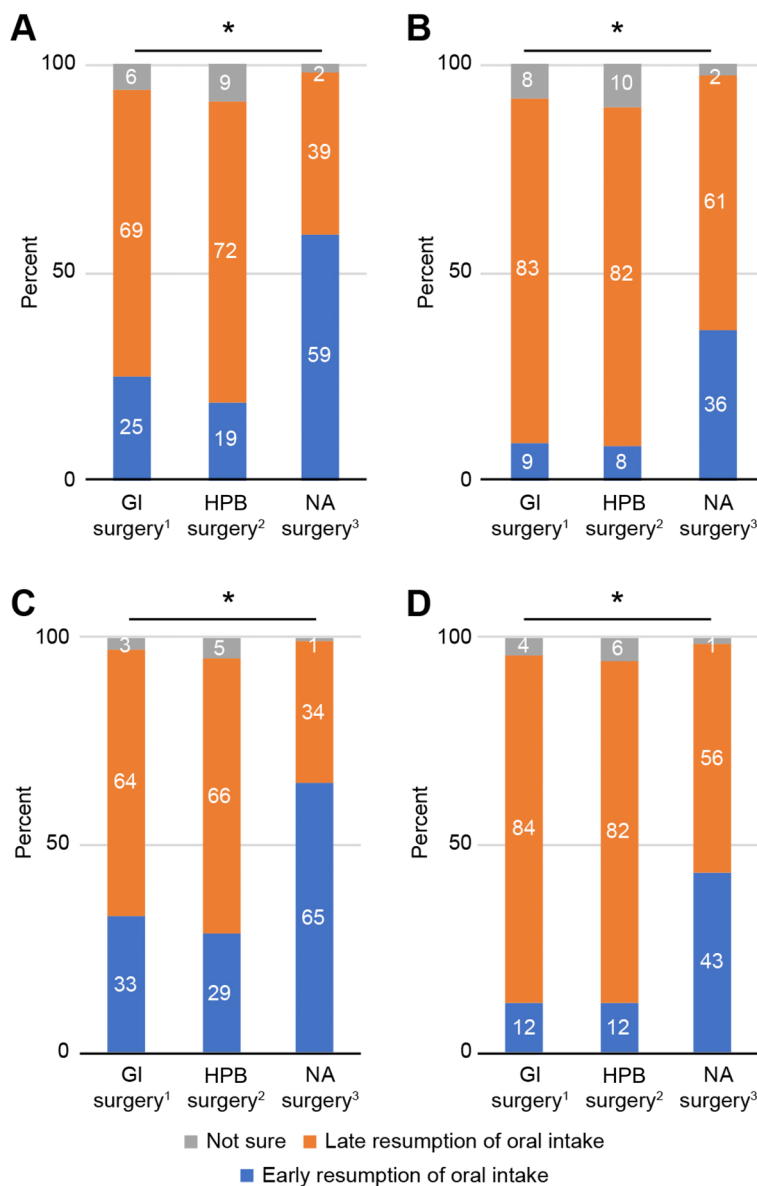 A
*
100
6
9
2
69
72
39
Percent
50
59
25
19
0
GI
surgery¹
HPB
surgery²
NA
surgery³
B
*
100
8
10
2
83
82
61
Percent
50
36
9
8
0
GI
surgery¹
HPB
surgery²
NA
surgery³
C
*
100
3
5
1
64
66
34
Percent
50
65
33
29
0
GI
surgery¹
HPB
surgery²
NA
surgery³
D
*
100
4
6
1
84
82
56
Percent
50
43
12
12
0
GI
surgery¹
HPB
surgery²
NA
surgery³
Not sure
Late resumption of oral intake
Early resumption of oral intake